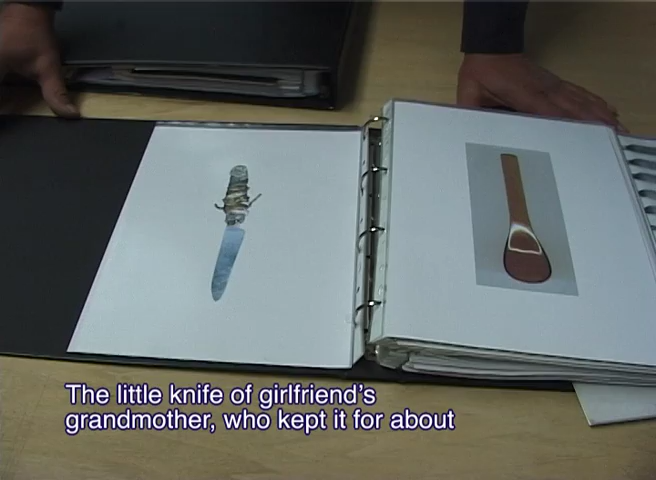 The little knife of girlfriend's
grandmother, who kept it for about